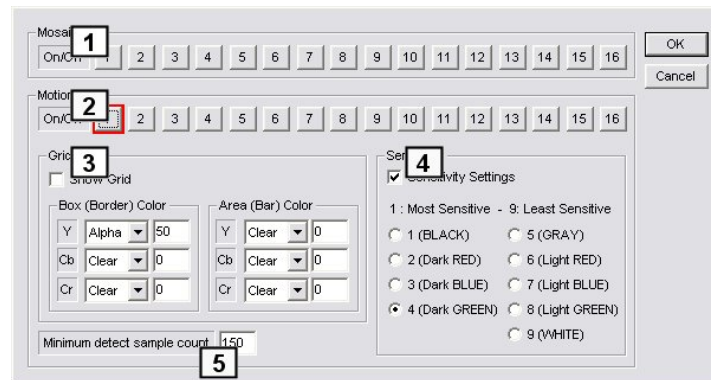 Mosai
1
On/O
2 3 4 5 6 7 8 9 10 11 12 13 14 15 16
OK
Cancel
Motion
2
On/O
2 3 4 5 6 7 8 9 10 11 12 13 14 15 16
Grid
3
Show Grid
Box (Border) Color
Y Alpha 50
Cb Clear 0
Cr Clear 0
Area (Bar) Color
Y Clear 0
Cb Clear 0
Cr Clear 0
Sen
4
Sensitivity Settings
1 : Most Sensitive - 9: Least Sensitive
1 (BLACK) 5 (GRAY)
2 (Dark RED) 6 (Light RED)
3 (Dark BLUE) 7 (Light BLUE)
4 (Dark GREEN) 8 (Light GREEN)
9 (WHITE)
Minimum detect sample count 150
5